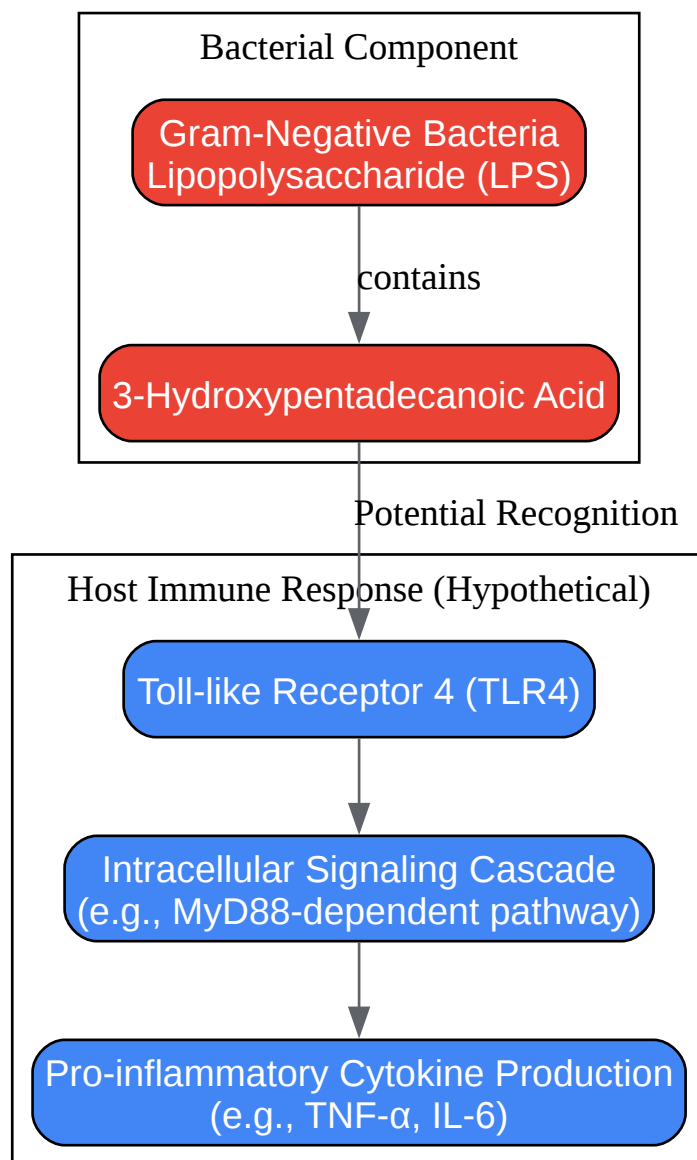 Bacterial Component
Gram-Negative Bacteria
Lipopolysaccharide (LPS)
contains
3-Hydroxypentadecanoic Acid
Potential Recognition
Host Immune Response (Hypothetical)
Toll-like Receptor 4 (TLR4)
Intracellular Signaling Cascade
(e.g., MyD88-dependent pathway)
Pro-inflammatory Cytokine Production
(e.g., TNF-α, IL-6)